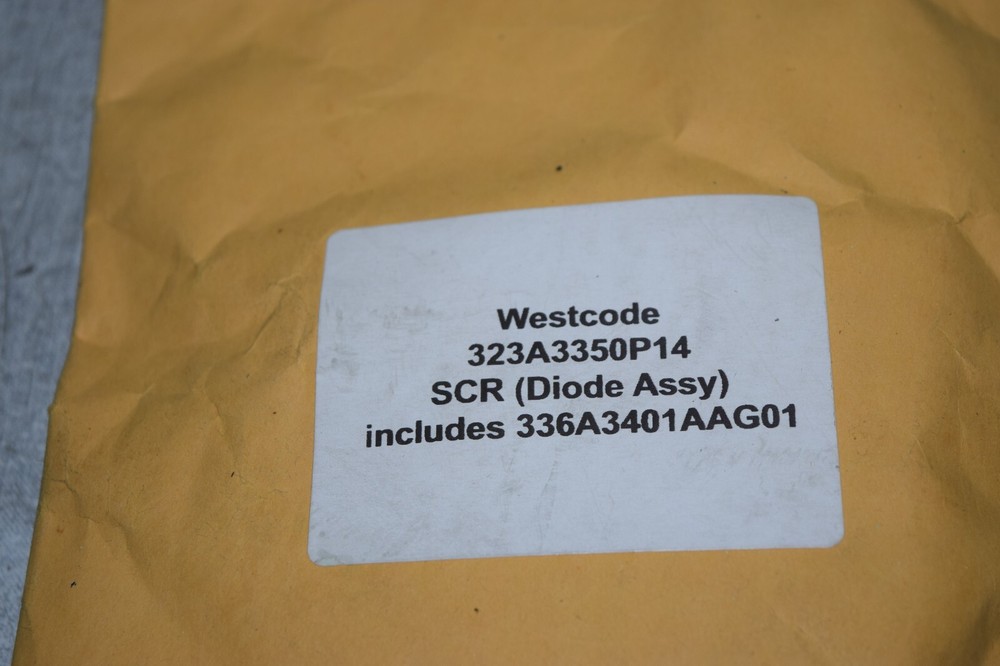 Westcode
323A3350P14
SCR (Diode Assy)
includes 336A3401AAG01